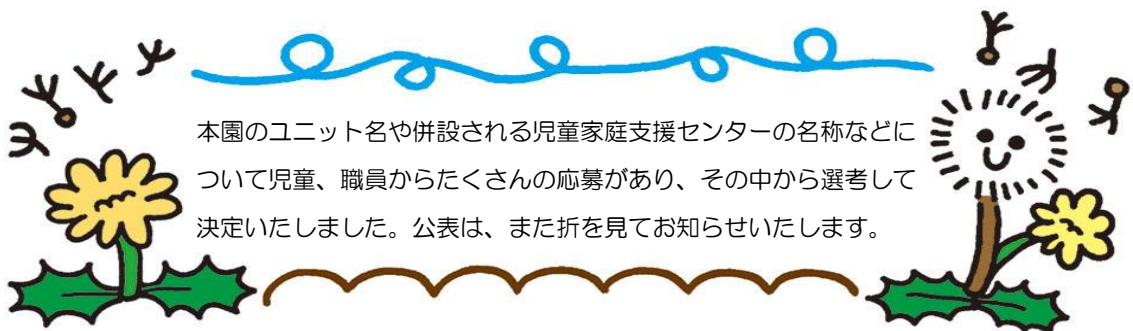 本園のユニット名や併設される児童家庭支援センターの名称などに
ついて児童、職員からたくさんの応募があり、その中から選考して
決定いたしました。公表は、また折を見てお知らせいたします。